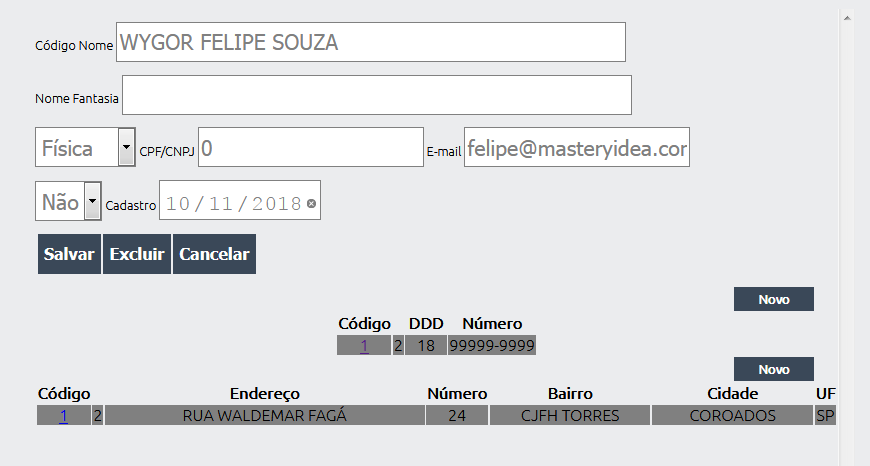 Código Nome WYGOR FELIPE SOUZA
Nome Fantasia
Física CPF/CNPJ 0 E-mail felipe@masteryidea.cor
Não Cadastro 10/11/2018
Salvar Excluir Cancelar
Novo
Código DDD Número
1 2 18 99999-9999
Novo
Código Endereço Número Bairro Cidade UF
1 2 RUA WALDEMAR FAGÁ 24 CJFH TORRES COROADOS SP